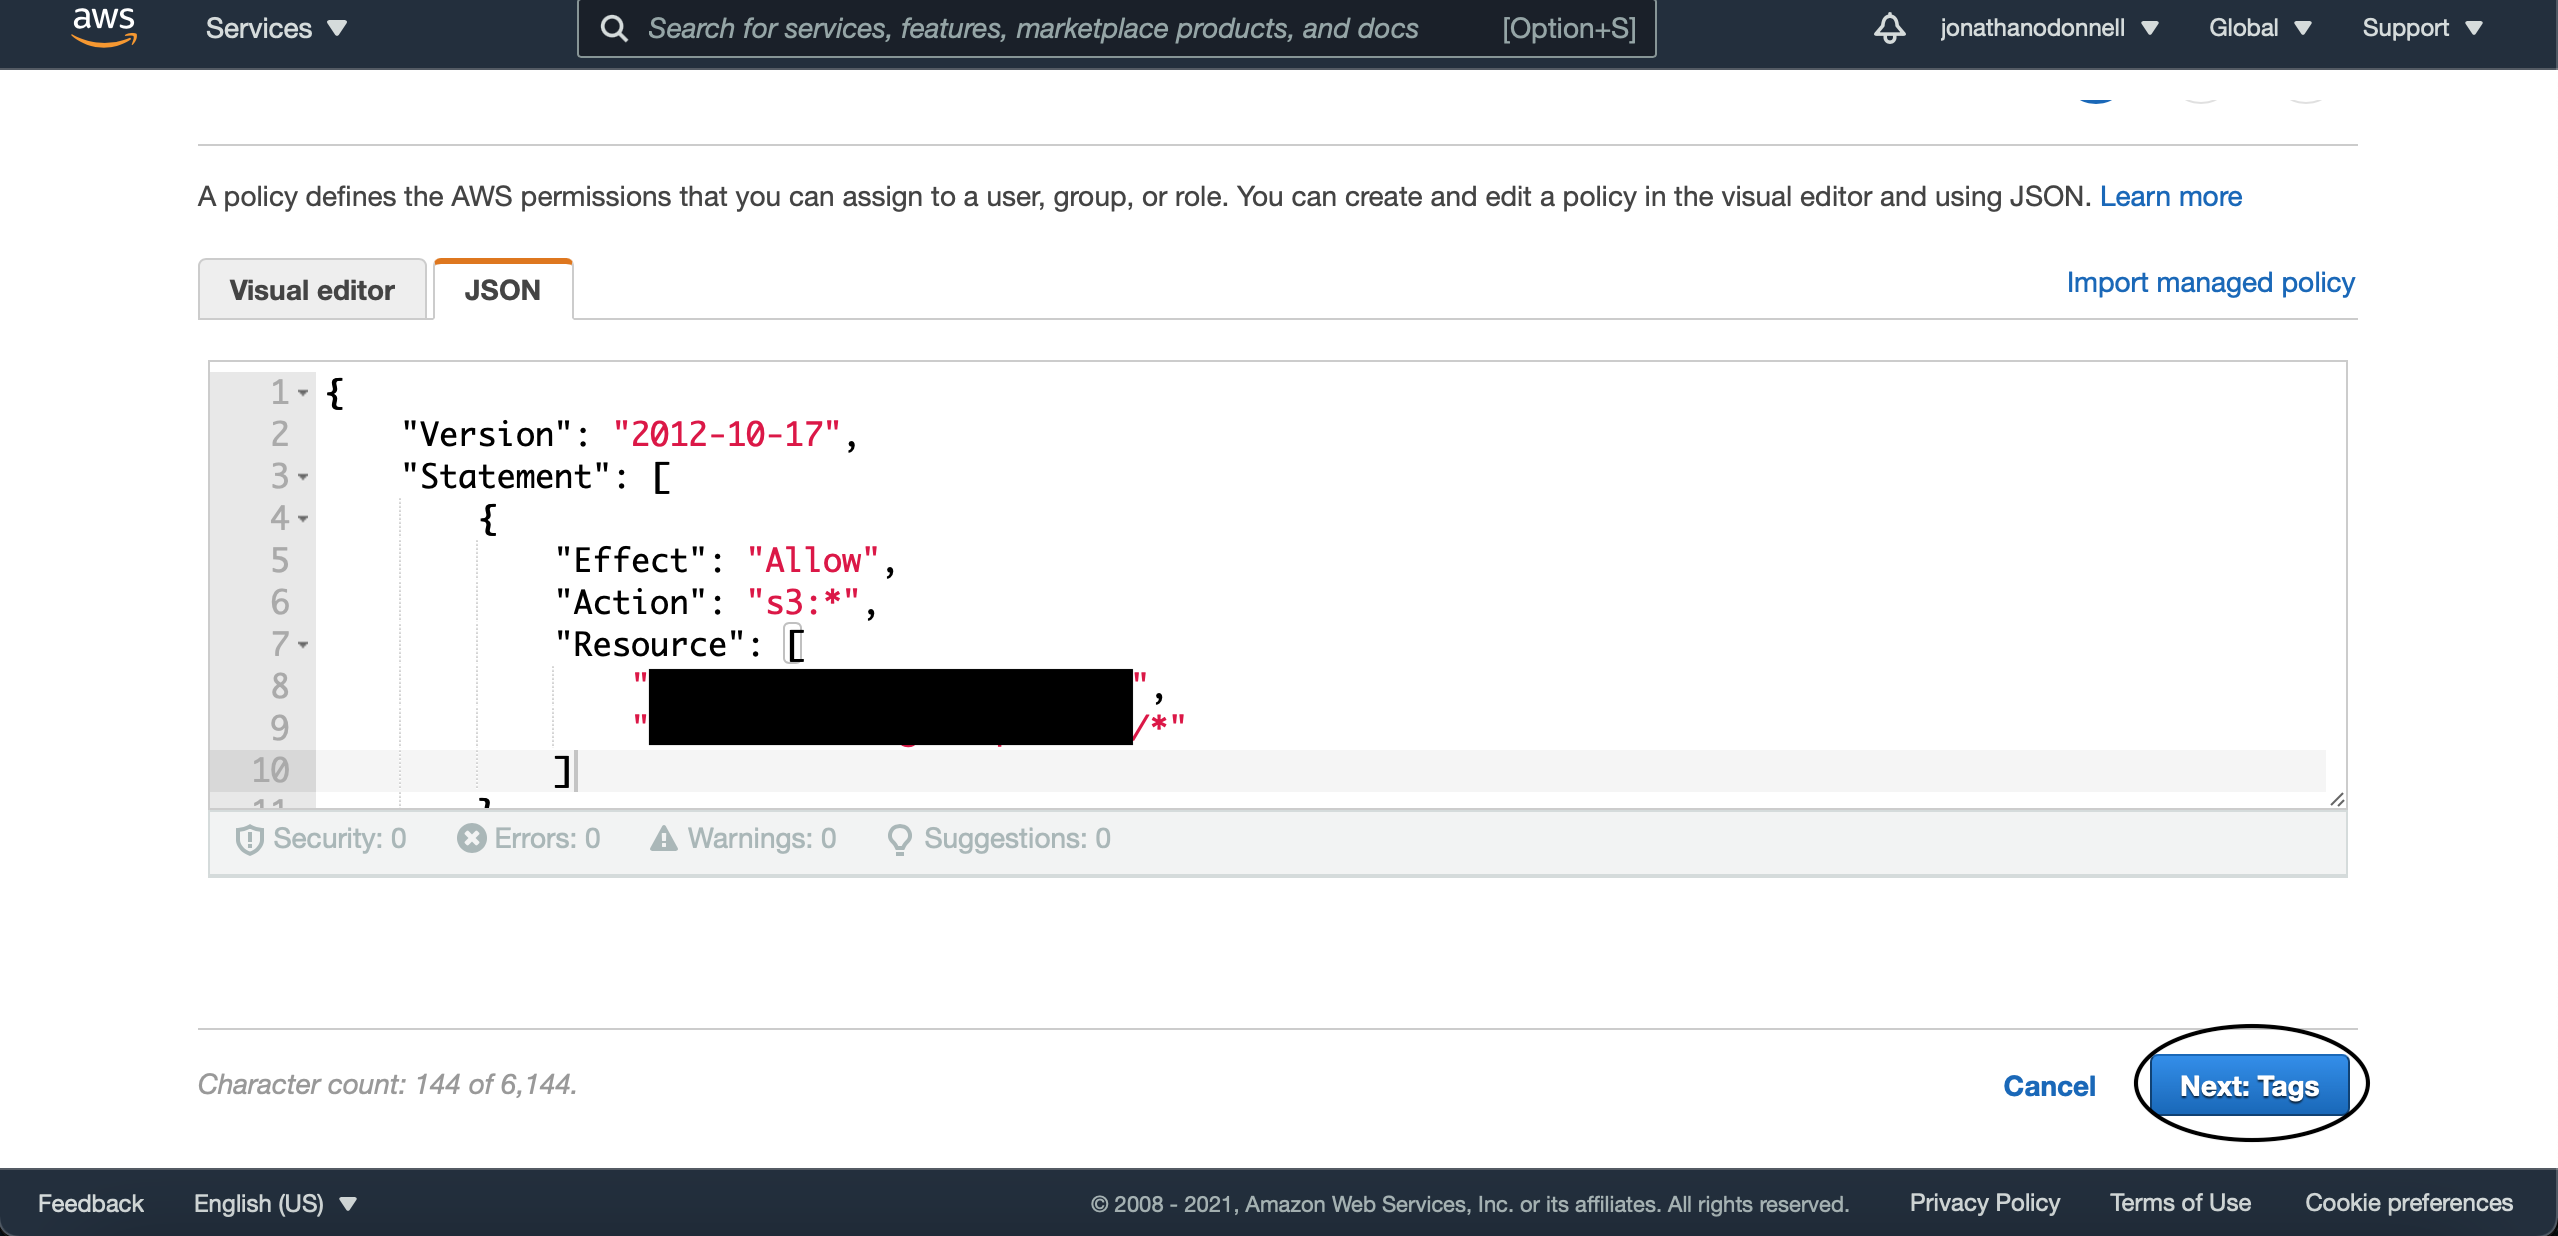 aws Services Search for services, features, marketplace products, and docs [Option+S] jonathanodonnell Global Support
A policy defines the AWS permissions that you can assign to a user, group, or role. You can create and edit a policy in the visual editor and using JSON. Learn more
Visual editor JSON Import managed policy
1 {
2 "Version": "2012-10-17",
3 "Statement": [
4 {
5 "Effect": "Allow",
6 "Action": "s3:*",
7 "Resource": [
8 " ",
9 " /*"
10 ]
11 }
Security: 0 Errors: 0 Warnings: 0 Suggestions: 0
Character count: 144 of 6,144. Cancel Next: Tags
Feedback English (US) © 2008 - 2021, Amazon Web Services, Inc. or its affiliates. All rights reserved. Privacy Policy Terms of Use Cookie preferences